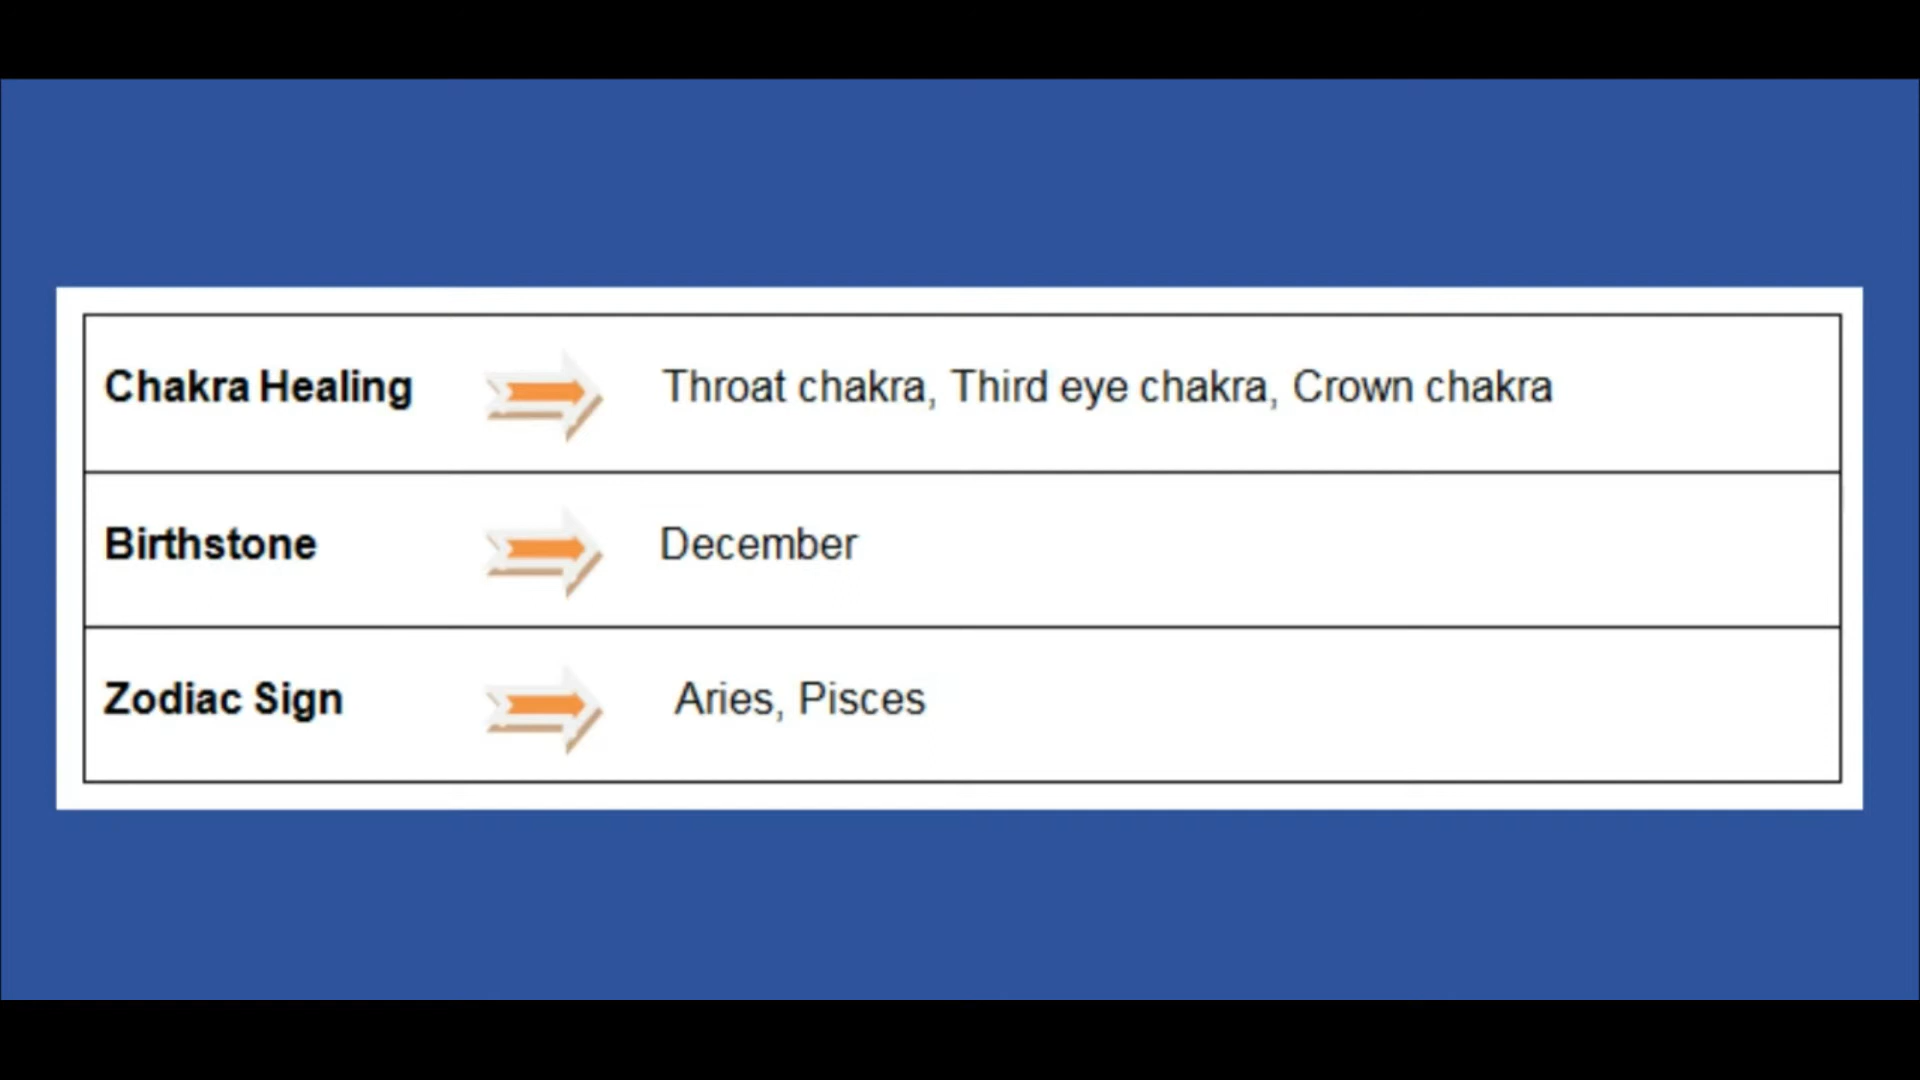 Chakra Healing Throat chakra, Third eye chakra, Crown chakra
Birthstone December
Zodiac Sign Aries, Pisces